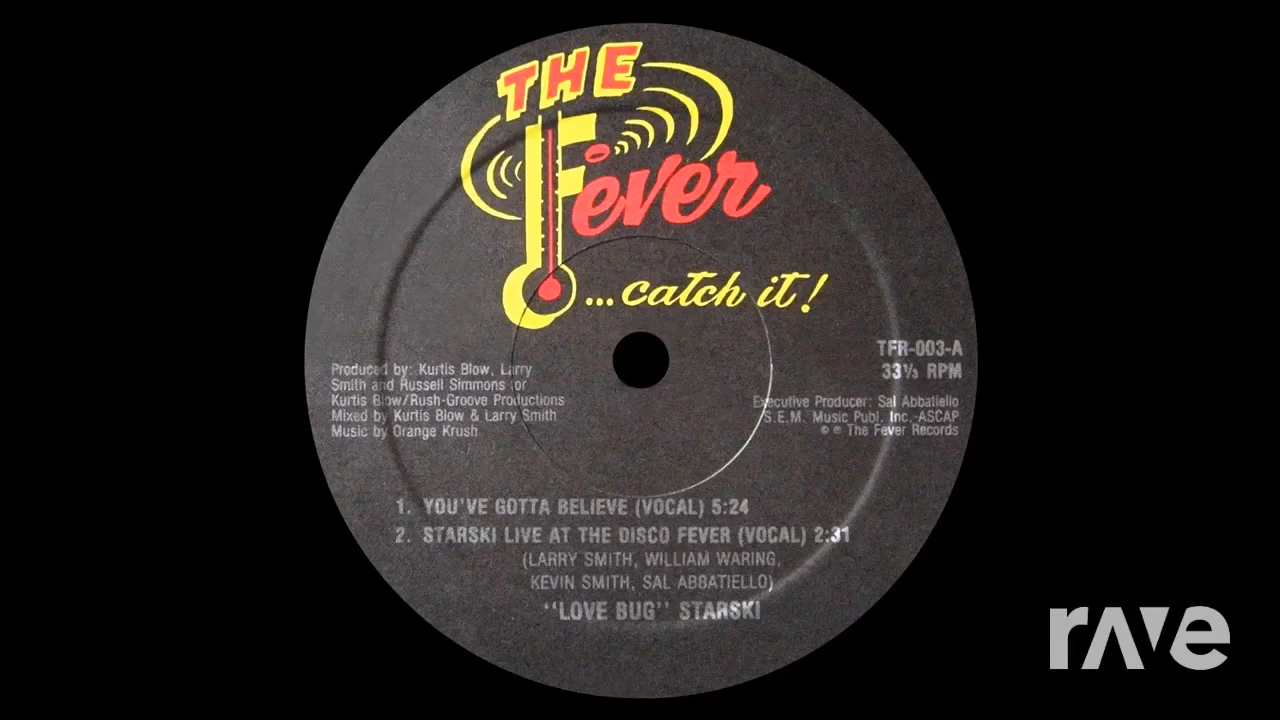 THE
Fever
...catch it!
TFR-003-A
33⅓ RPM
Produced by: Kurtis Blow, Larry
Smith and Russell Simmons for
Kurtis Blow/Rush-Groove Productions
Mixed by Kurtis Blow & Larry Smith
Music by Orange Krush
Executive Producer: Sal Abbatiello
S.E.M. Music Publ. Inc.-ASCAP
© ℗ The Fever Records
1. YOU'VE GOTTA BELIEVE (VOCAL) 5:24
2. STARSKI LIVE AT THE DISCO FEVER (VOCAL) 2:31
(LARRY SMITH, WILLIAM WARING,
KEVIN SMITH, SAL ABBATIELLO)
"LOVE BUG" STARSKI
rave